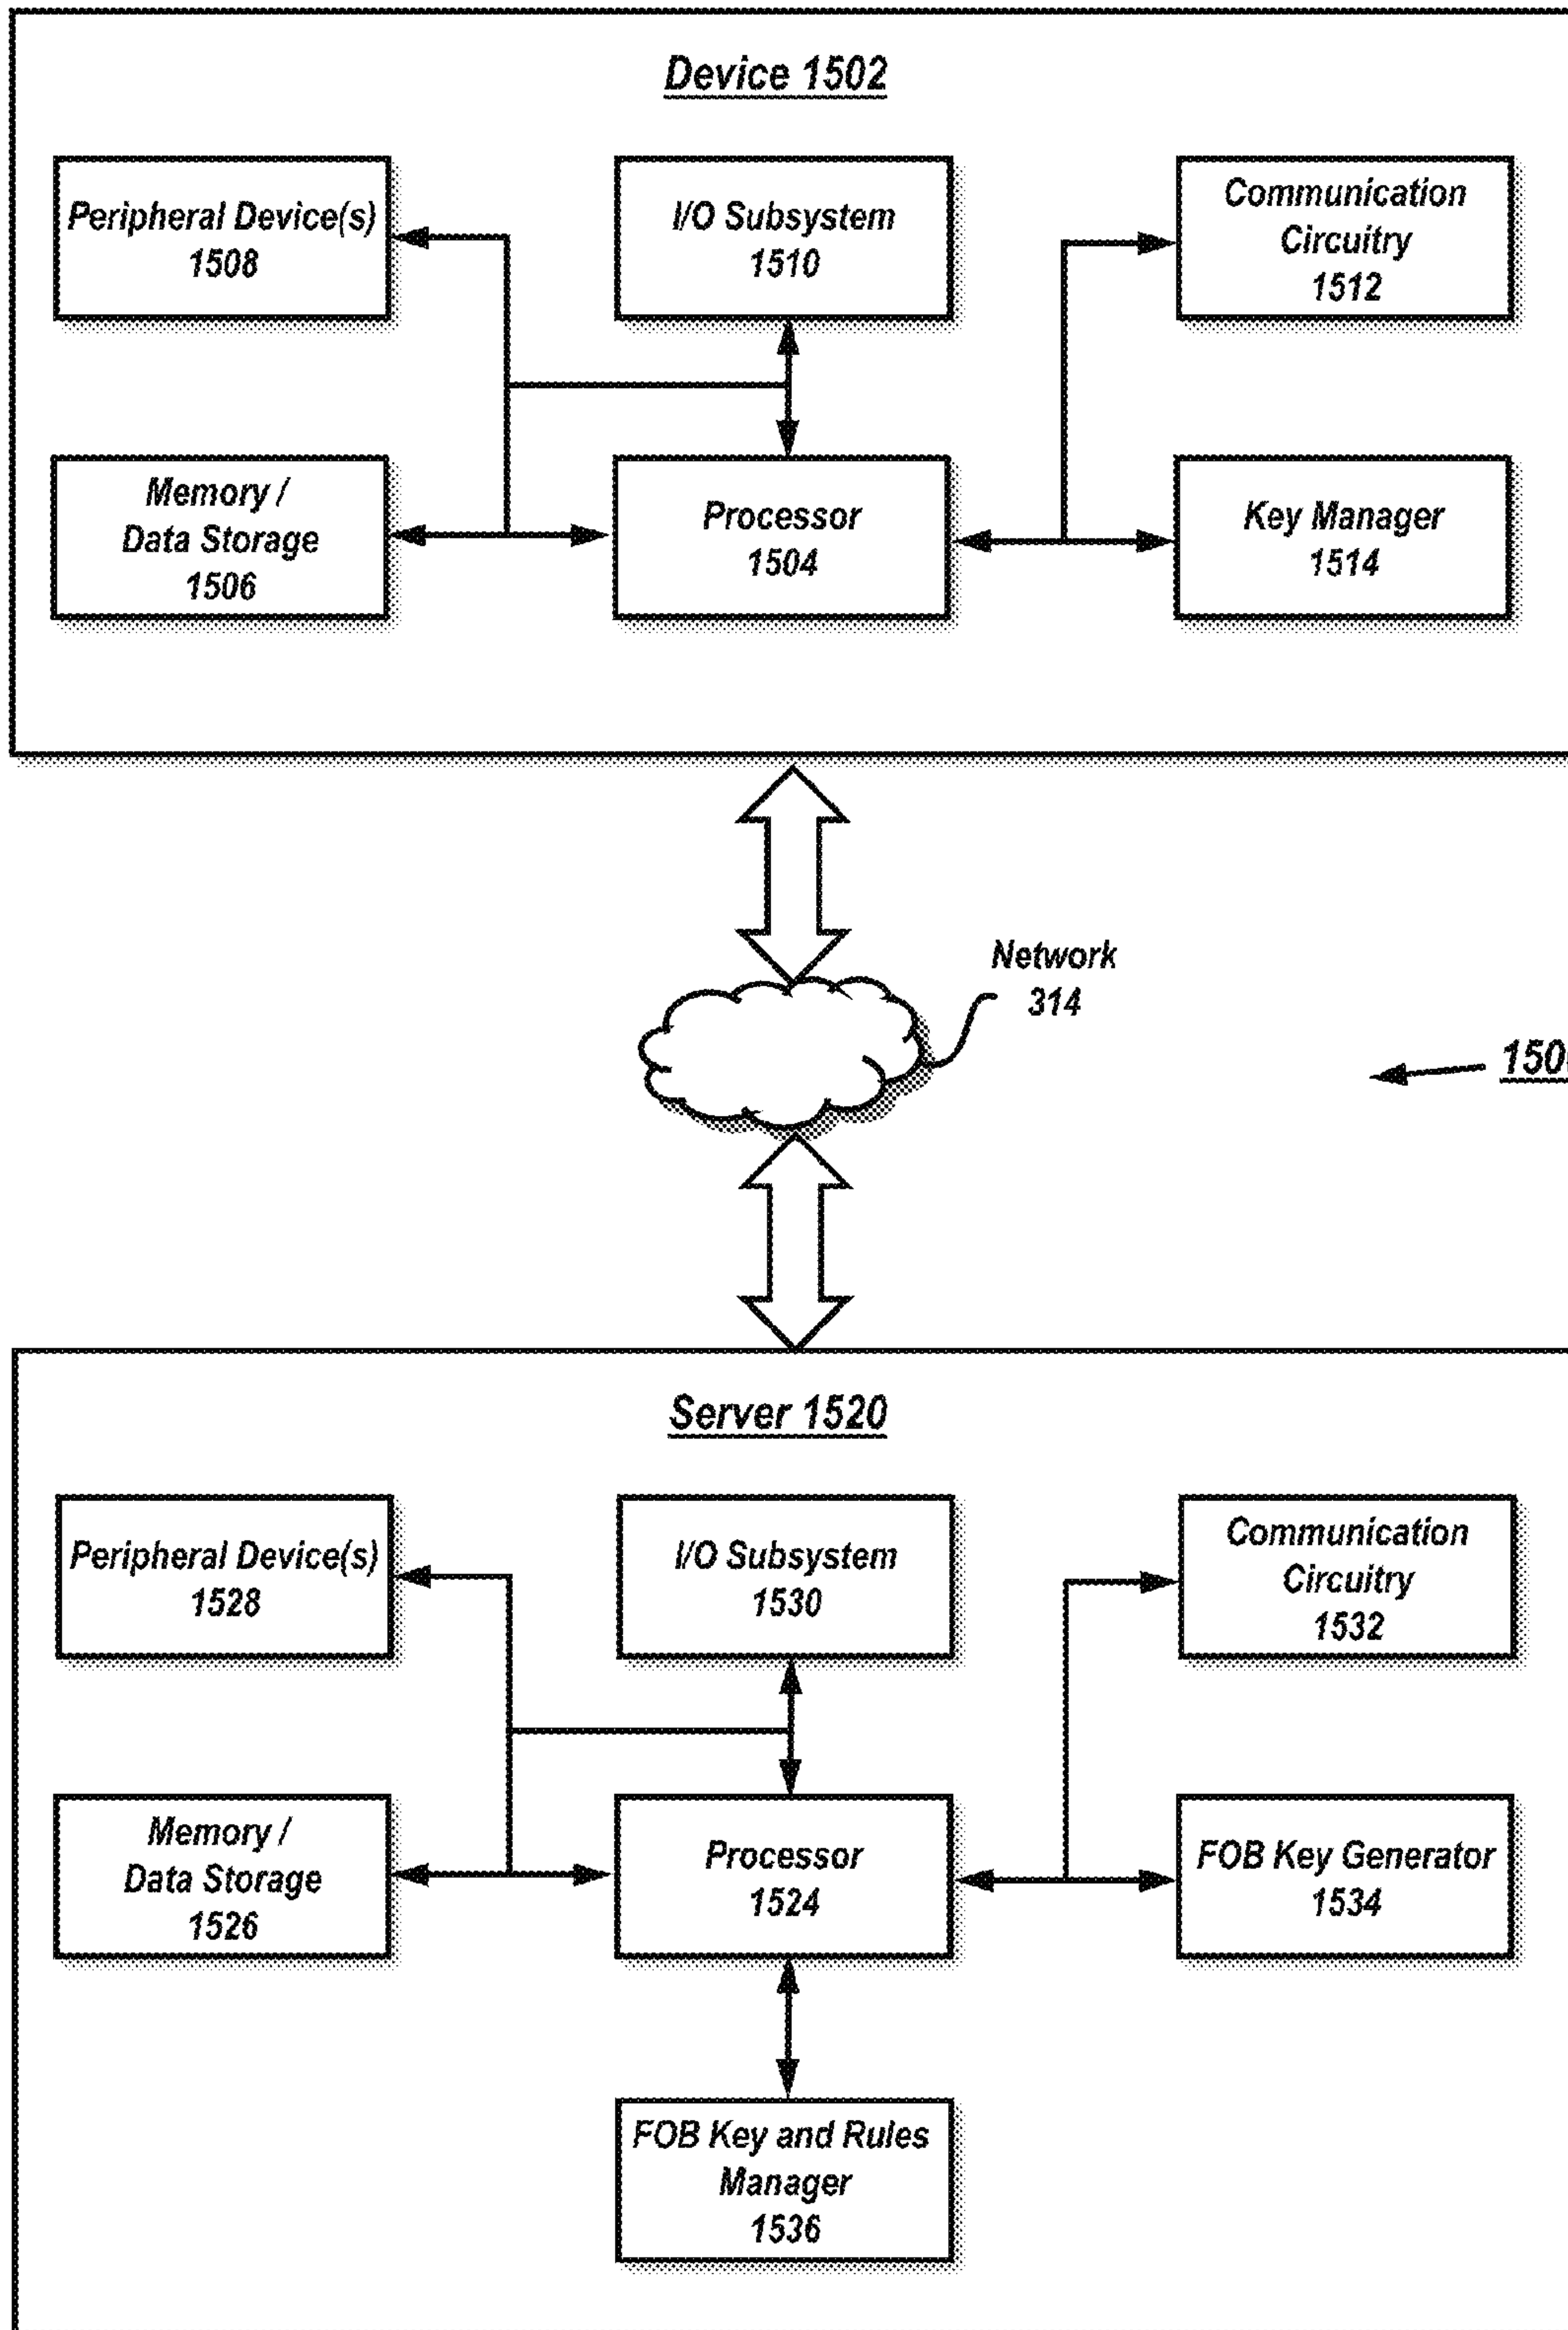 Device 1502
Peripheral Device(s)
1508
I/O Subsystem
1510
Communication
Circuitry
1512
Memory /
Data Storage
1506
Processor
1504
Key Manager
1514
Network
314
Server 1520
Peripheral Device(s)
1528
I/O Subsystem
1530
Communication
Circuitry
1532
Memory /
Data Storage
1526
Processor
1524
FOB Key Generator
1534
FOB Key and Rules
Manager
1536